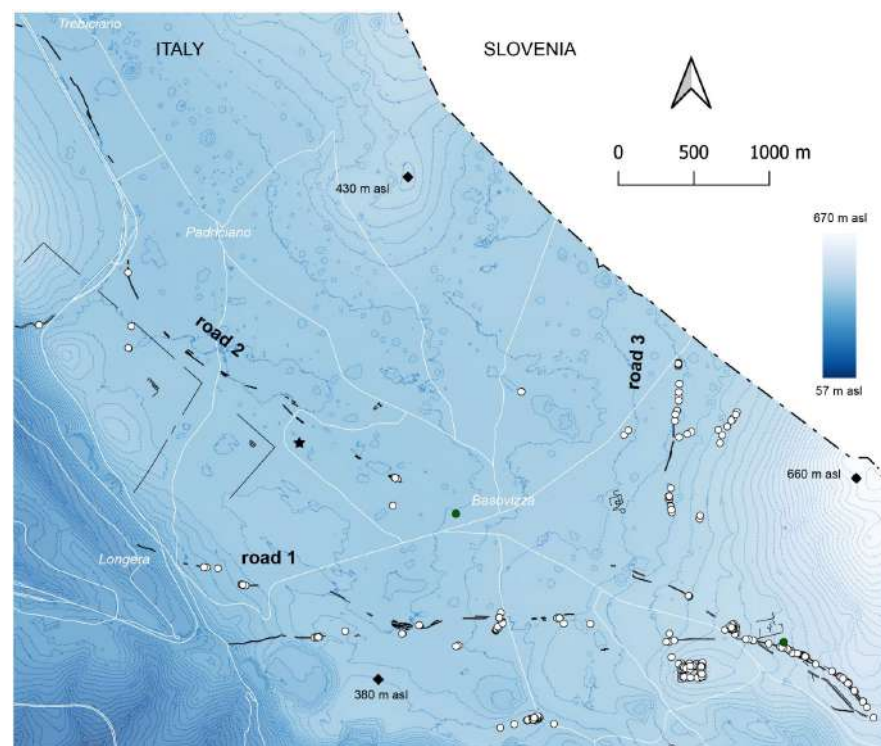 Trebiciano
ITALY
SLOVENIA
0 500 1000 m
430 m asl
670 m asl
Padriciano
road 2
road 3
57 m asl
660 m asl
Basovizza
Longera
road 1
380 m asl